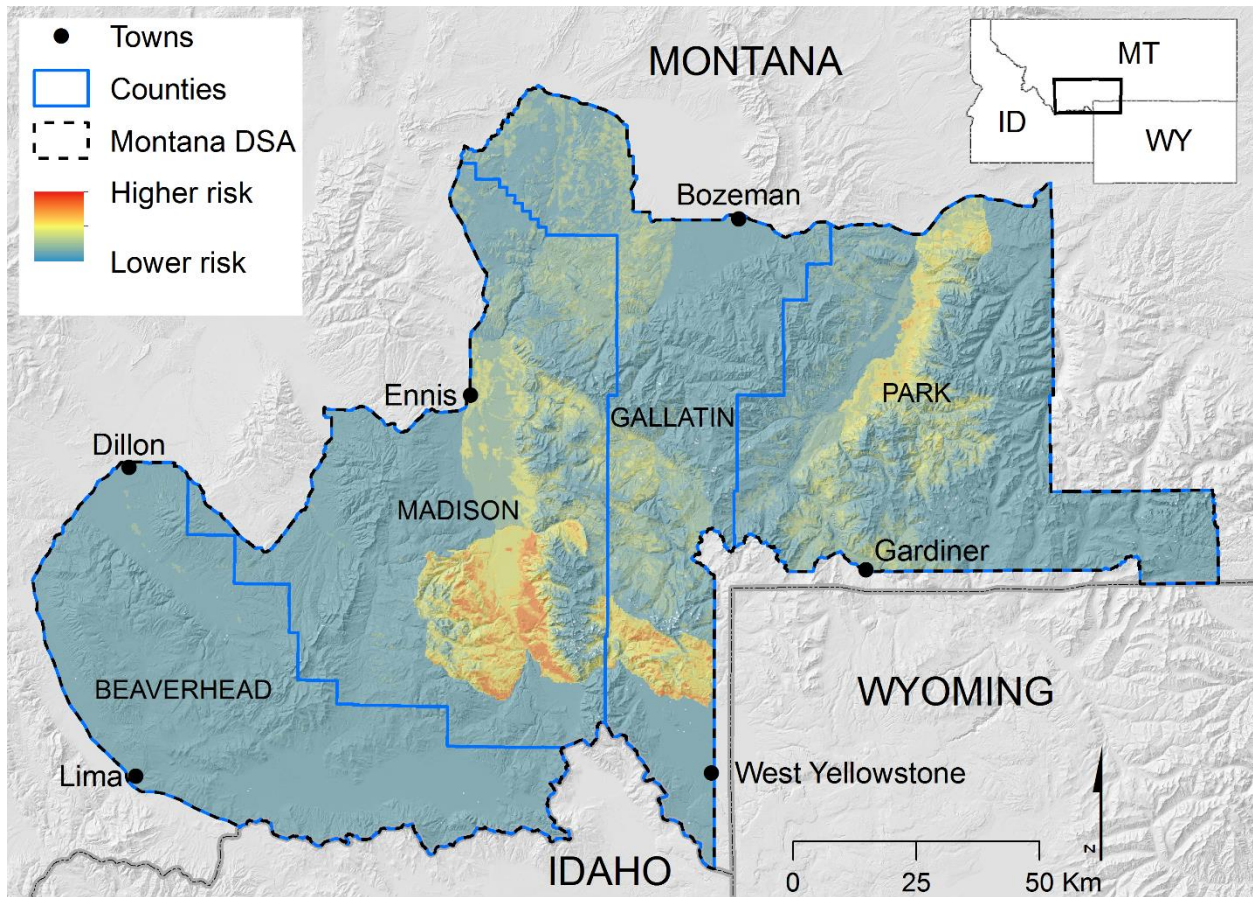 Towns
Counties
Montana DSA
Higher risk
Lower risk
MONTANA
MT
ID
WY
Bozeman
Ennis
GALLATIN
PARK
Dillon
MADISON
Gardiner
BEAVERHEAD
WYOMING
Lima
West Yellowstone
IDAHO
N
0 25 50 Km